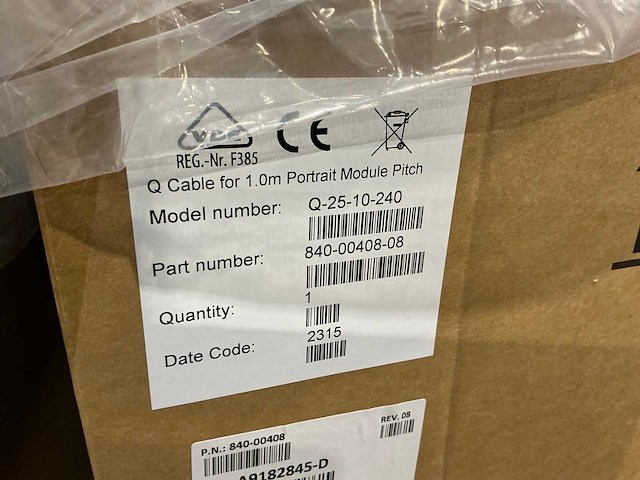 VDE
REG.-Nr. F385
CE
Q Cable for 1.0m Portrait Module Pitch
Model number: Q-25-10-240
Part number: 840-00408-08
Quantity: 1
Date Code: 2315
P.N.: 840-00408
REV. 08
A9182845-D